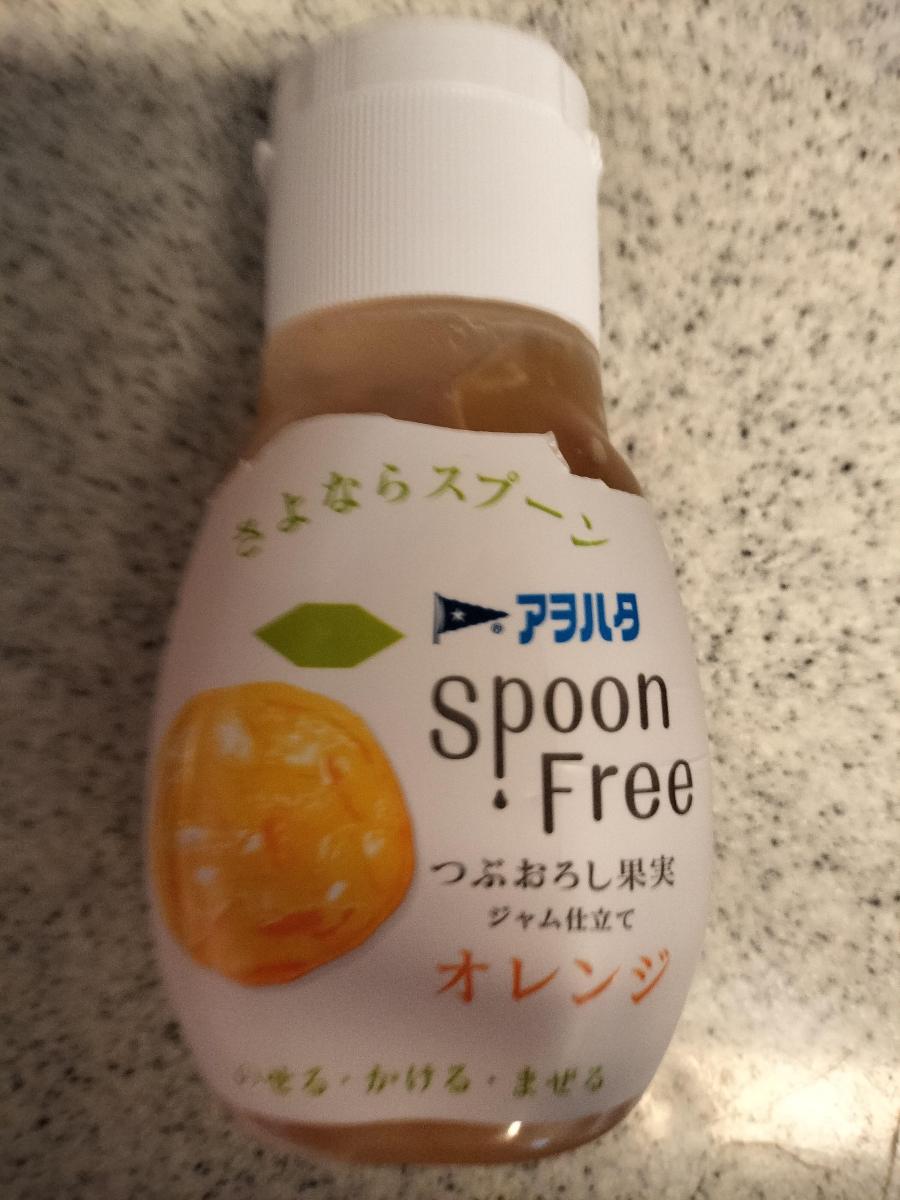 さよならスプーン
アヲハタ
Spoon
Free
つぶおろし果実
ジャム仕立て
オレンジ
のせる・かける・まぜる